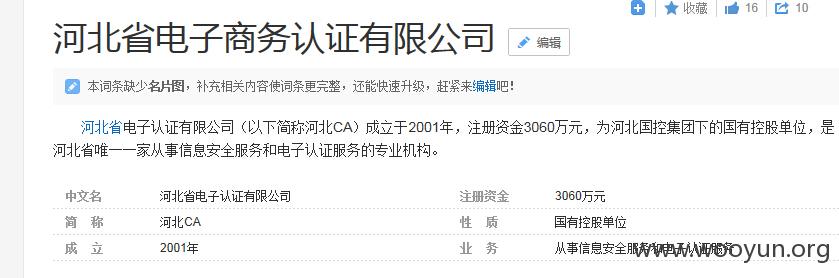 收藏 16 10
河北省电子商务认证有限公司 编辑
本词条缺少名片图，补充相关内容使词条更完整，还能快速升级，赶紧来编辑吧！
河北省电子认证有限公司（以下简称河北CA）成立于2001年，注册资金3060万元，为河北国控集团下的国有控股单位，是
河北省唯一一家从事信息安全服务和电子认证服务的专业机构。
中文名 河北省电子认证有限公司 注册资金 3060万元
简 称 河北CA 性 质 国有控股单位
成 立 2001年 业 务 从事信息安全服务和电子认证服务
www.wooyun.org